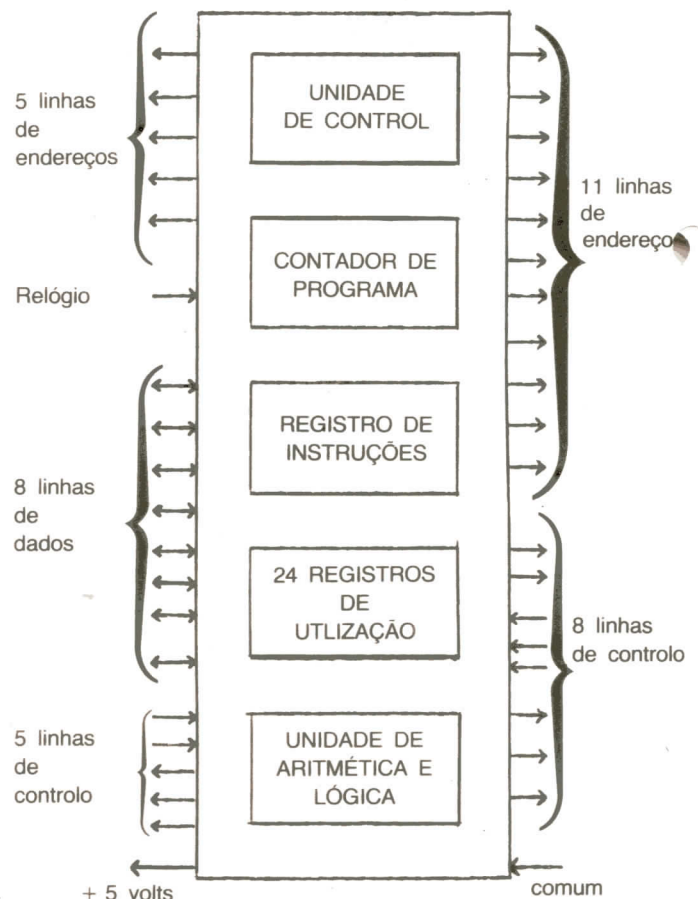 5 linhas
de
endereços
Relógio
8 linhas
de
dados
5 linhas
de
controlo
+ 5 volts
UNIDADE
DE CONTROL
CONTADOR DE
PROGRAMA
REGISTRO DE
INSTRUÇÕES
24 REGISTROS
DE
UTLIZAÇÃO
UNIDADE DE
ARITMÉTICA E
LÓGICA
11 linhas
de
endereço
8 linhas
de controlo
comum